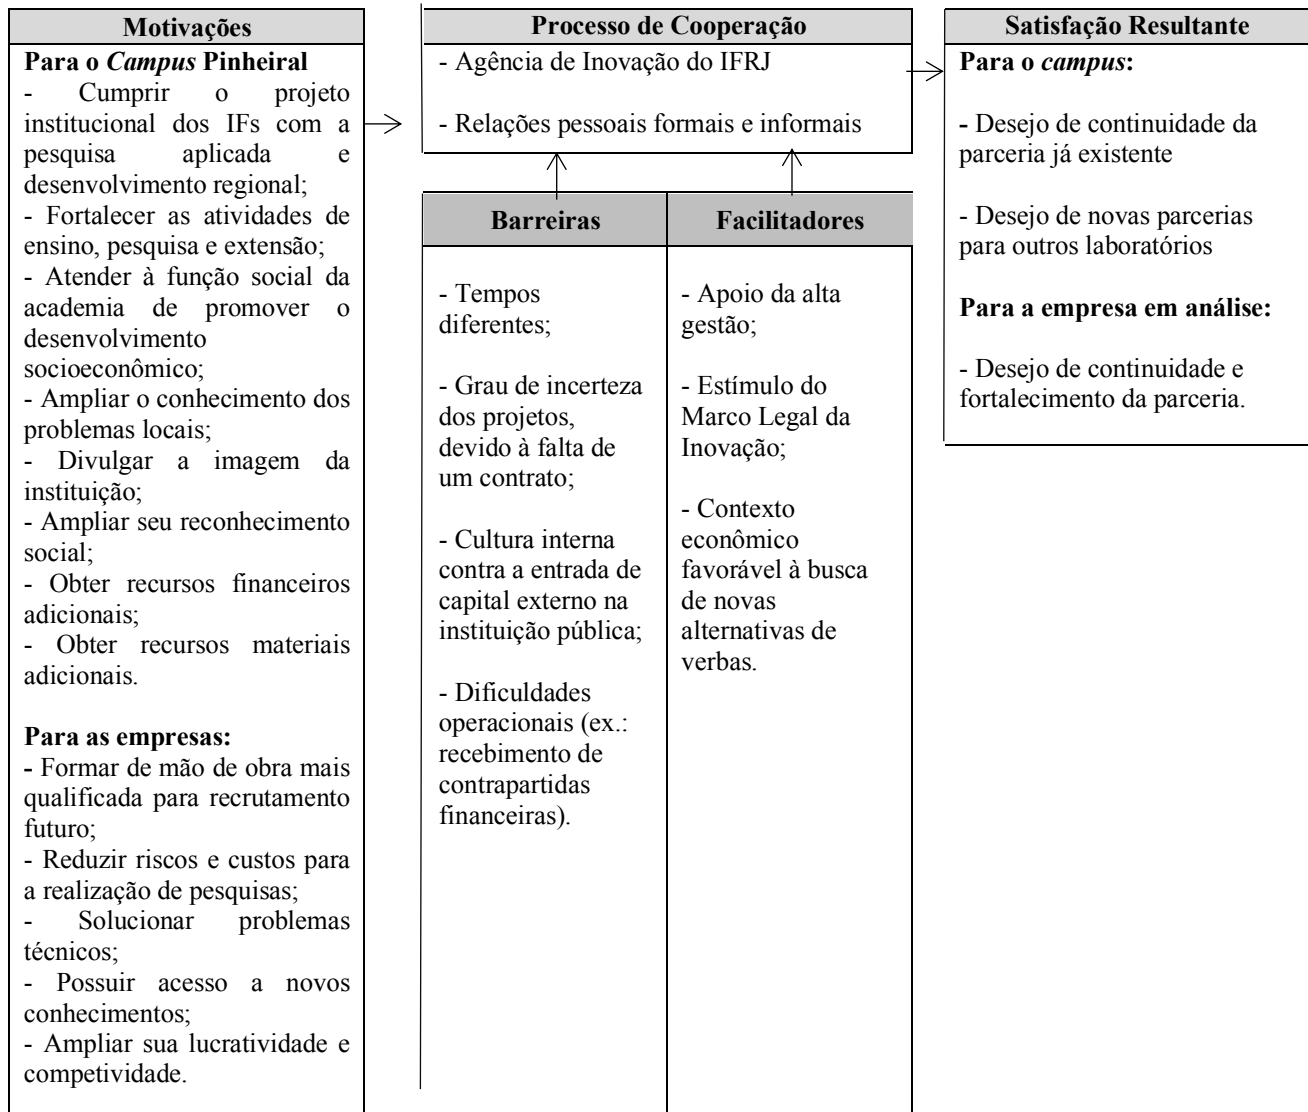 Motivações
Para o Campus Pinheiral
- Cumprir o projeto
institucional dos IFs com a
pesquisa aplicada e
desenvolvimento regional;
- Fortalecer as atividades de
ensino, pesquisa e extensão;
- Atender à função social da
academia de promover o
desenvolvimento
socioeconômico;
- Ampliar o conhecimento dos
problemas locais;
- Divulgar a imagem da
instituição;
- Ampliar seu reconhecimento
social;
- Obter recursos financeiros
adicionais;
- Obter recursos materiais
adicionais.
Para as empresas:
- Formar de mão de obra mais
qualificada para recrutamento
futuro;
- Reduzir riscos e custos para
a realização de pesquisas;
- Solucionar problemas
técnicos;
- Possuir acesso a novos
conhecimentos;
- Ampliar sua lucratividade e
competividade.
Processo de Cooperação
- Agência de Inovação do IFRJ
- Relações pessoais formais e informais
Barreiras
- Tempos
diferentes;
- Grau de incerteza
dos projetos,
devido à falta de
um contrato;
- Cultura interna
contra a entrada de
capital externo na
instituição pública;
- Dificuldades
operacionais (ex.:
recebimento de
contrapartidas
financeiras).
Facilitadores
- Apoio da alta
gestão;
- Estímulo do
Marco Legal da
Inovação;
- Contexto
econômico
favorável à busca
de novas
alternativas de
verbas.
Satisfação Resultante
Para o campus:
- Desejo de continuidade da
parceria já existente
- Desejo de novas parcerias
para outros laboratórios
Para a empresa em análise:
- Desejo de continuidade e
fortalecimento da parceria.